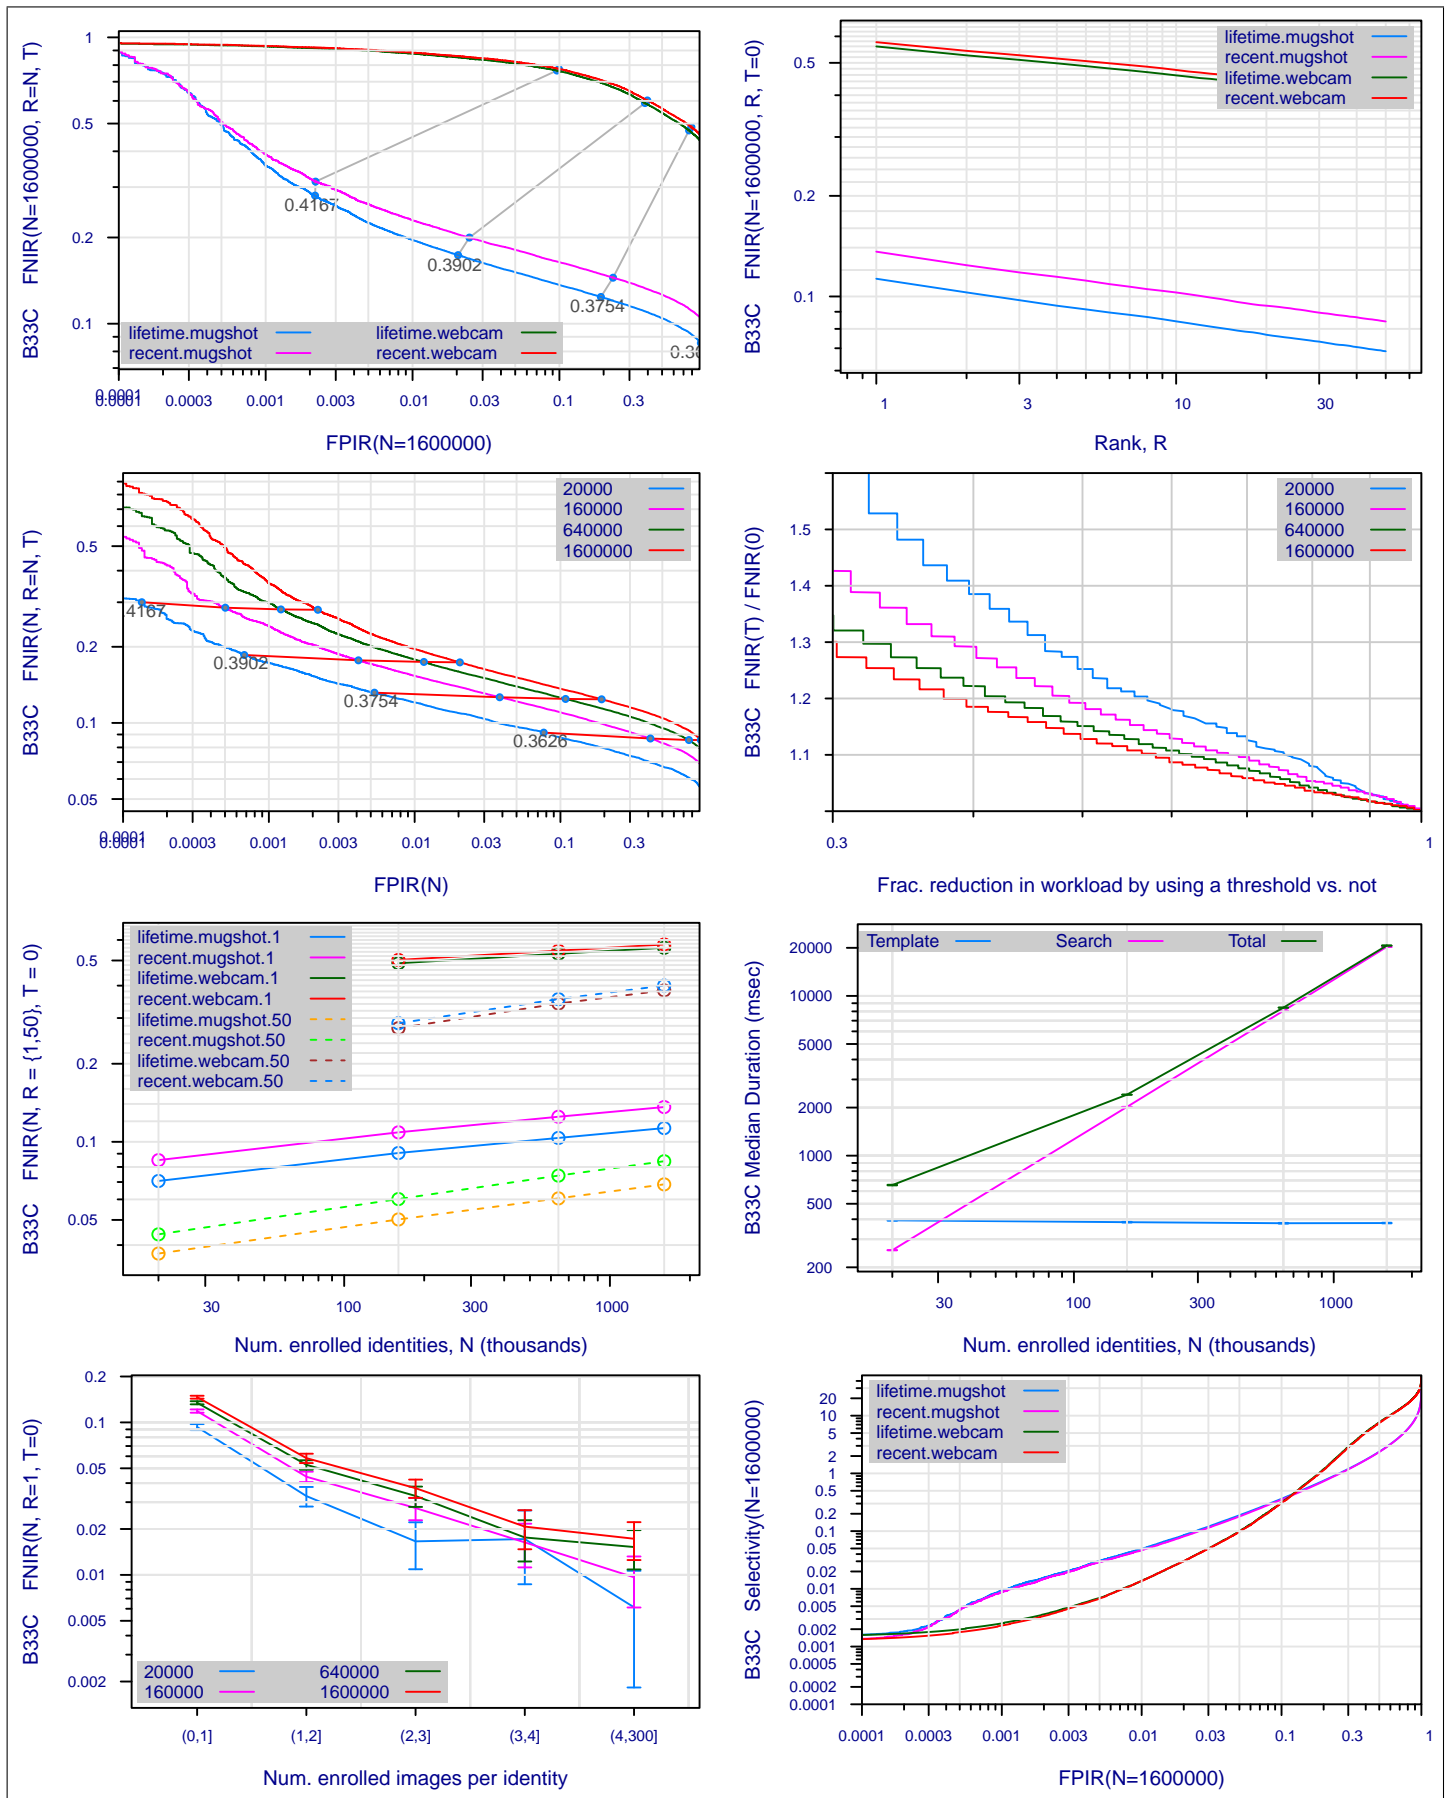 B33C FNIR(N=1600000, R=N, T)
1
0.5
0.2
0.1
0.4167
0.3902
0.3754
lifetime.mugshot
recent.mugshot
lifetime.webcam
recent.webcam
0.0001
0.0003
0.001
0.003
0.01
0.03
0.1
0.3
FPIR(N=1600000)
B33C FNIR(N=1600000, R, T=0)
0.5
0.2
0.1
lifetime.mugshot
recent.mugshot
lifetime.webcam
recent.webcam
1
3
10
30
Rank, R
B33C FNIR(N, R=N, T)
0.5
0.2
0.1
0.05
20000
160000
640000
1600000
4167
0.3902
0.3754
0.3626
0.0001
0.0003
0.001
0.003
0.01
0.03
0.1
0.3
FPIR(N)
B33C FNIR(T) / FNIR(0)
1.5
1.4
1.3
1.2
1.1
20000
160000
640000
1600000
0.3
1
Frac. reduction in workload by using a threshold vs. not
B33C FNIR(N, R = {1,50}, T = 0)
0.5
0.2
0.1
0.05
lifetime.mugshot.1
recent.mugshot.1
lifetime.webcam.1
recent.webcam.1
lifetime.mugshot.50
recent.mugshot.50
lifetime.webcam.50
recent.webcam.50
30
100
300
1000
Num. enrolled identities, N (thousands)
B33C Median Duration (msec)
20000
10000
5000
2000
1000
500
200
Template
Search
Total
30
100
300
1000
Num. enrolled identities, N (thousands)
B33C FNIR(N, R=1, T=0)
0.2
0.1
0.05
0.02
0.01
0.005
0.002
20000
160000
640000
1600000
(0,1]
(1,2]
(2,3]
(3,4]
(4,300]
Num. enrolled images per identity
B33C Selectivity(N=1600000)
20
10
5
2
1
0.5
0.2
0.1
0.05
0.02
0.01
0.005
0.002
0.001
0.0005
0.0002
0.0001
lifetime.mugshot
recent.mugshot
lifetime.webcam
recent.webcam
0.0001
0.0003
0.001
0.003
0.01
0.03
0.1
0.3
1
FPIR(N=1600000)